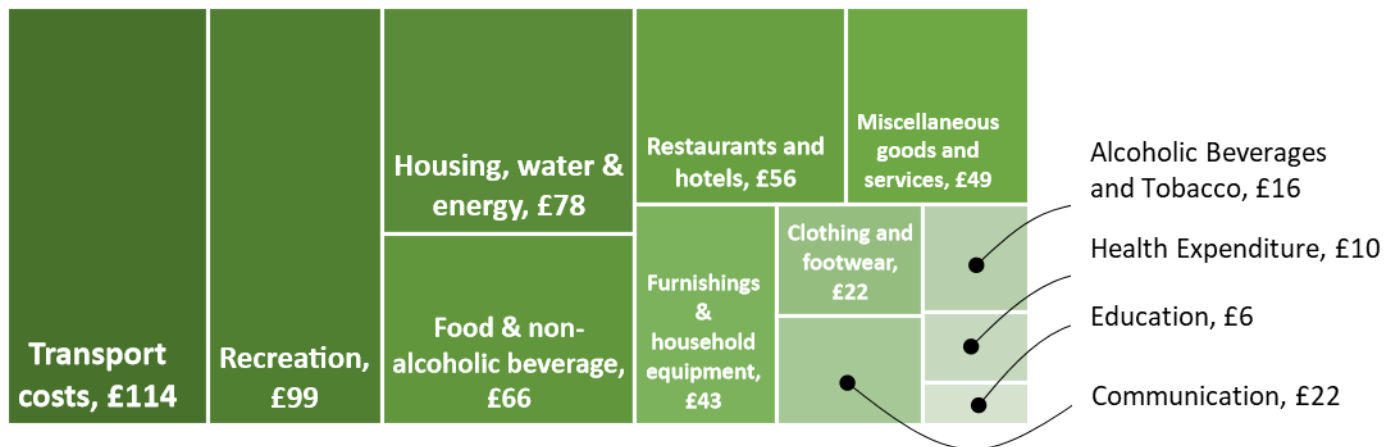 Transport
costs, £114
Recreation,
£99
Housing, water &
energy, £78
Food & non-
alcoholic beverage,
£66
Restaurants and
hotels, £56
Miscellaneous
goods and
services, £49
Furnishings
&
household
equipment,
£43
Clothing and
footwear,
£22
Alcoholic Beverages
and Tobacco, £16
Health Expenditure, £10
Education, £6
Communication, £22